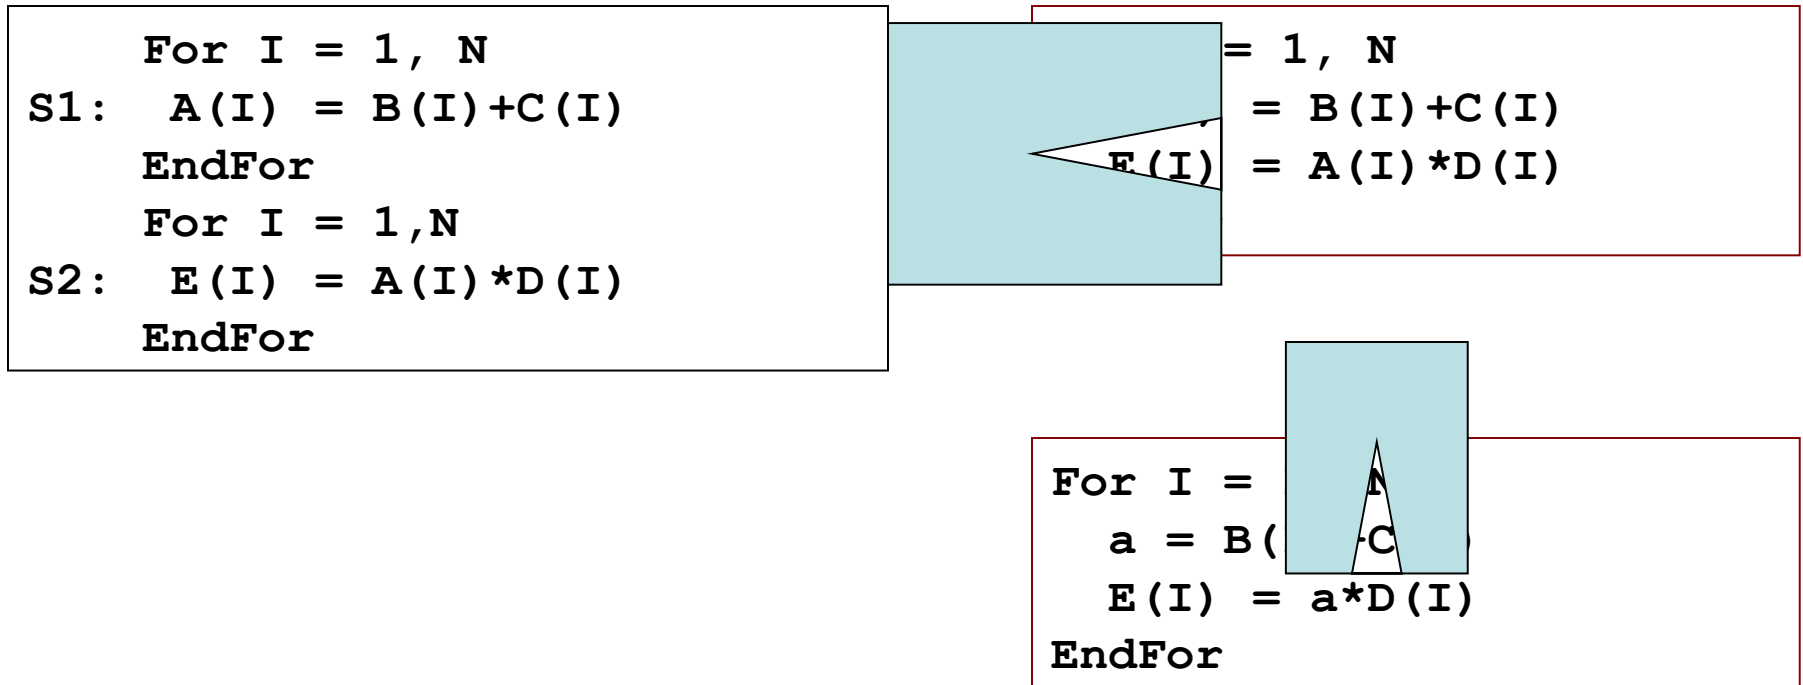 For I = 1, N
S1: A(I) = B(I)+C(I)
EndFor
For I = 1,N
S2: E(I) = A(I)*D(I)
EndFor
= 1, N
= B(I)+C(I)
E(I) = A(I)*D(I)
For I = N
a = B( +C )
E(I) = a*D(I)
EndFor